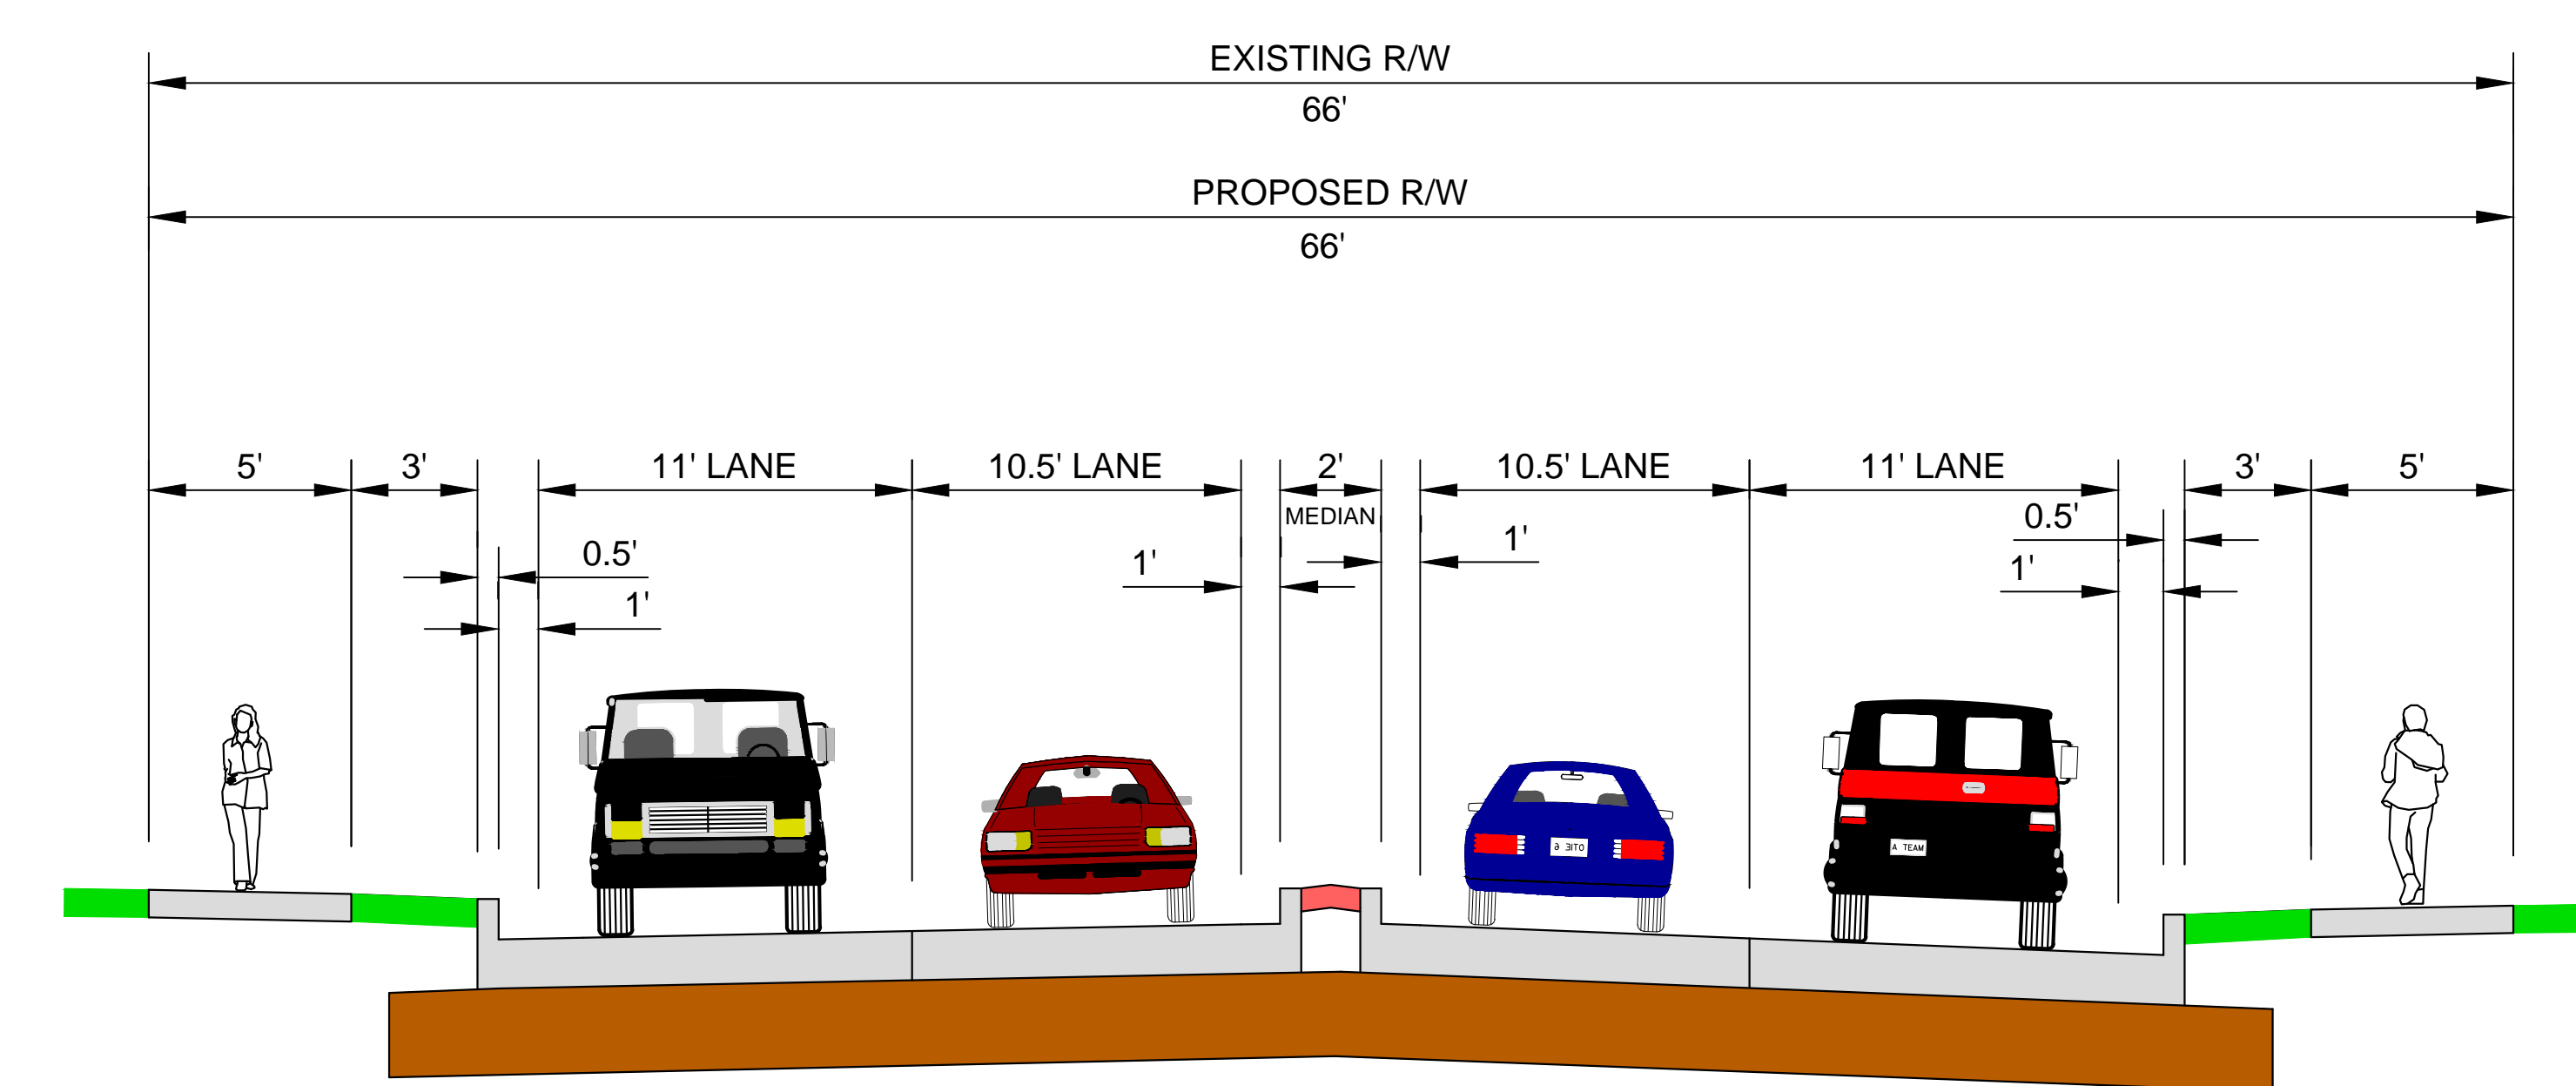 EXISTING R/W
66'
PROPOSED R/W
66'
5' 3' 11' LANE 10.5' LANE 2' 10.5' LANE 11' LANE 3' 5'
MEDIAN
0.5' 1' 1' 0.5'
1' 1'
A TEAM